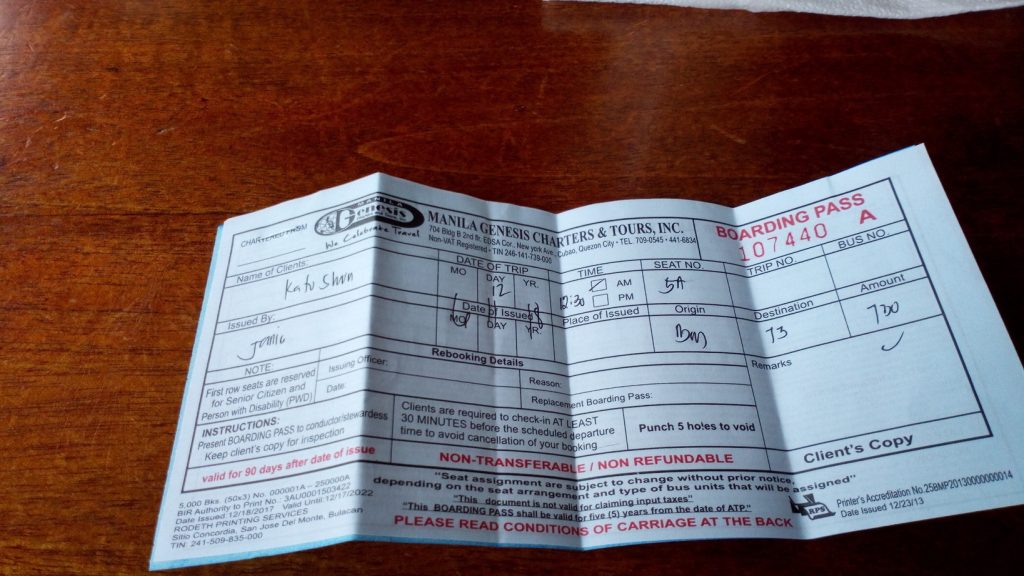 CHARTERED FROM
MANILA
Genesis
We Celebrate Travel
MANILA GENESIS CHARTERS & TOURS, INC.
704 Bldg B 2nd flr. EDSA Cor., New york Ave., Cubao, Quezon City • TEL 709-0545 • 441-6834
Non-VAT Registered • TIN 246-141-739-000
BOARDING PASS
107440 A
Name of Clients
DATE OF TRIP
MO DAY YR.
12
TIME
AM
PM
12:30
SEAT NO.
5A
TRIP NO.
BUS NO.
Issued By:
Jomic
Date of Issued
MO DAY YR
Place of Issued
Origin
Destination
Amount
T3
730
NOTE:
First row seats are reserved
for Senior Citizen and
Person with Disability (PWD)
Rebooking Details
Issuing Officer:
Date:
Reason:
Replacement Boarding Pass:
Remarks
INSTRUCTIONS:
Present BOARDING PASS to conductor/stewardess
Keep client's copy for inspection
Clients are required to check-in AT LEAST
30 MINUTES before the scheduled departure
time to avoid cancellation of your booking
Punch 5 holes to void
Client's Copy
valid for 90 days after date of issue
NON-TRANSFERABLE / NON REFUNDABLE
5,000 Bks. (50x3) No. 000001A – 250000A
BIR Authority to Print No.: 3AU0001503422
Date Issued 12/18/2017 Valid Until 12/17/2022
RODETH PRINTING SERVICES
Sitio Concordia, San Jose Del Monte, Bulacan
TIN: 241-509-835-000
"Seat assignment are subject to change without prior notice,
depending on the seat arrangement and type of bus units that will be assigned"
"This document is not valid for claiming input taxes"
"This BOARDING PASS shall be valid for five (5) years from the date of ATP."
PLEASE READ CONDITIONS OF CARRIAGE AT THE BACK
RPS
Printer's Accreditation No.25BMP20130000000014
Date Issued 12/23/13